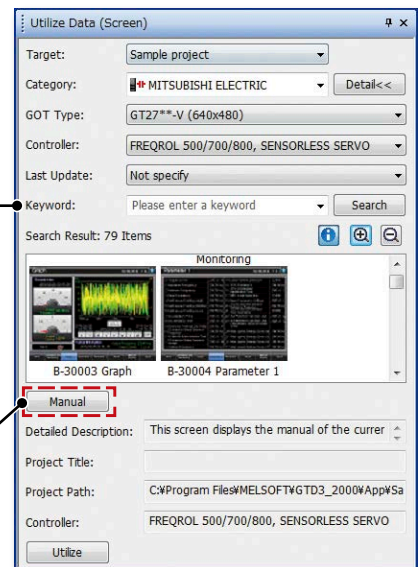 Utilize Data (Screen)
Target: Sample project
Category: MITSUBISHI ELECTRIC Detail<<
GOT Type: GT27**-V (640x480)
Controller: FREQROL 500/700/800, SENSORLESS SERVO
Last Update: Not specify
Keyword: Please enter a keyword Search
Search Result: 79 Items
Monitoring
Graph Parameter 1
B-30003 Graph B-30004 Parameter 1
Manual
Detailed Description: This screen displays the manual of the currer
Project Title:
Project Path: C:¥Program Files¥MELSOFT¥GTD3_2000¥App¥Sa
Controller: FREQROL 500/700/800, SENSORLESS SERVO
Utilize